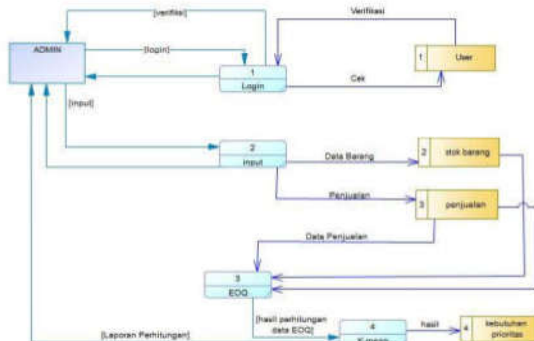 [verifiksi]
Verifikasi
ADMIN
[login]
1
Login
1
User
Cek
[input]
2
input
Data Barang
2
stok barang
Penjualan
3
penjualan
Data Penjualan
3
EOQ
[hasil perhitungan
data EOQ]
4
hasil
4
kebutuhan
prioritas
[Laporan Perhitungan]